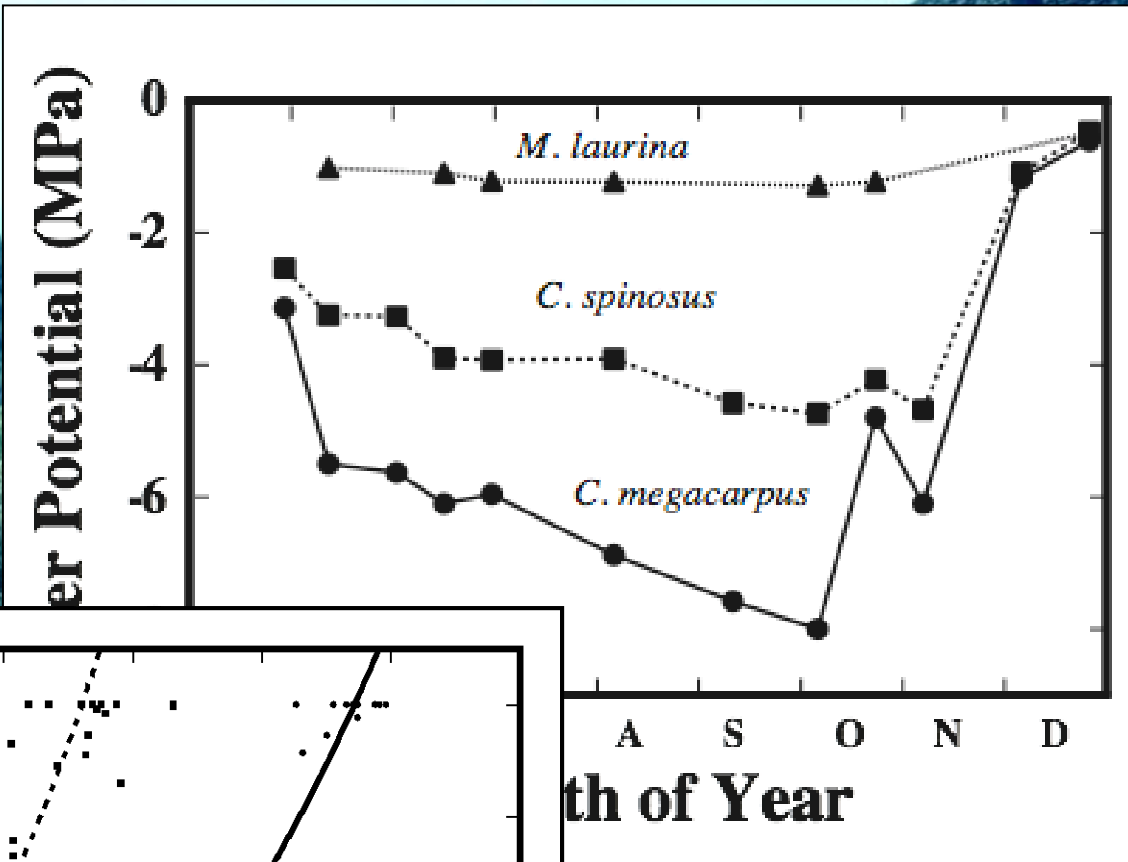 er Potential (MPa)
0
-2
-4
-6
M. laurina
C. spinosus
C. megacarpus
A S O N D
th of Year